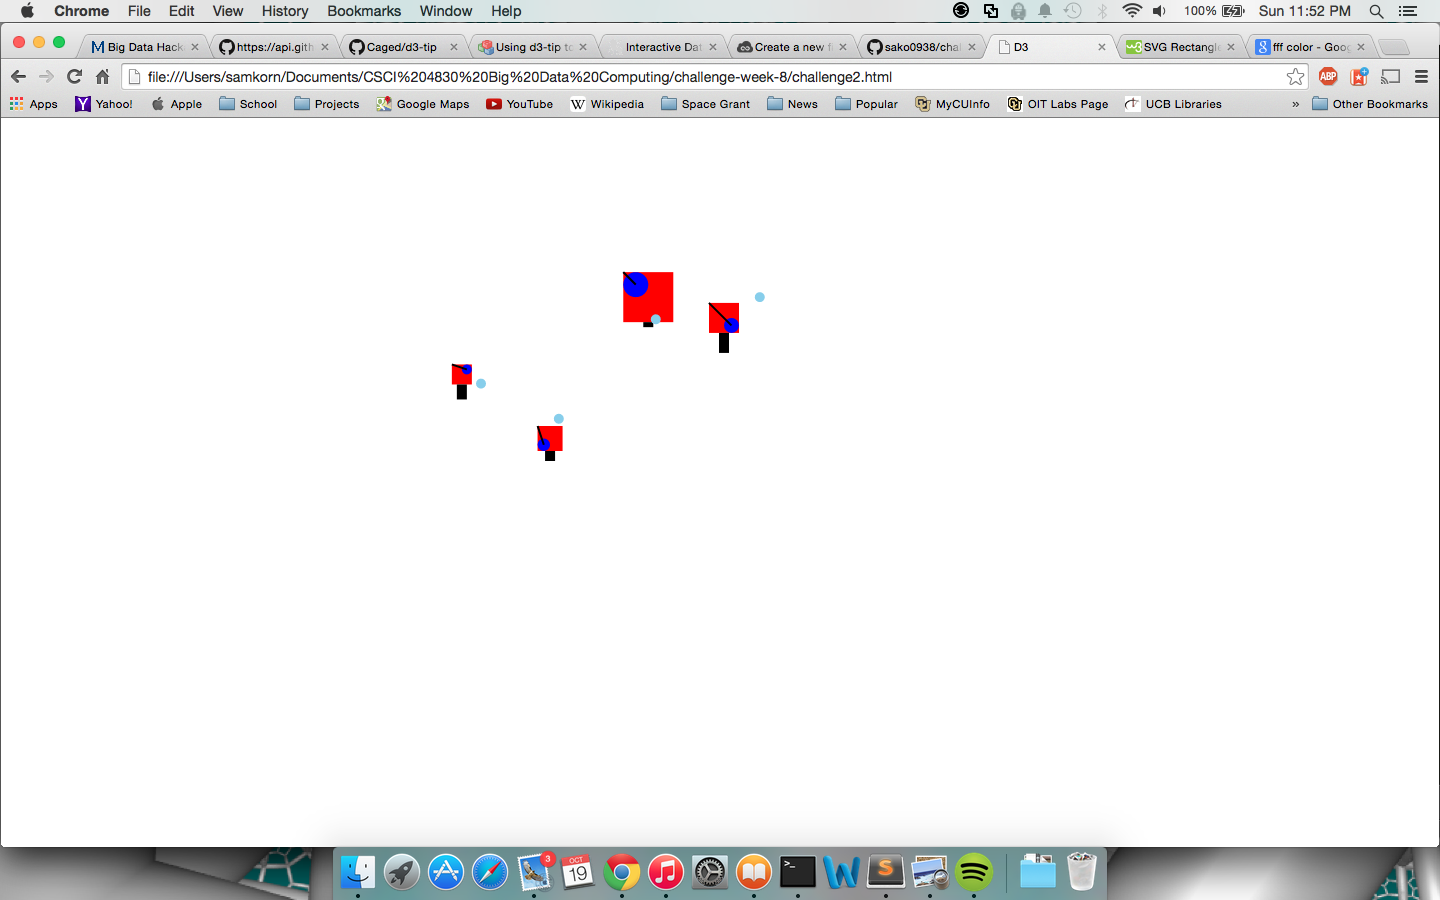 Chrome File Edit View History Bookmarks Window Help 100% Sun 11:52 PM
Big Data Hack https://api.gith Caged/d3-tip Using d3-tip to Interactive Dat Create a new f sako0938/chal D3 SVG Rectangle fff color - Goog
file:///Users/samkorn/Documents/CSCI%204830%20Big%20Data%20Computing/challenge-week-8/challenge2.html ABP
Apps Yahoo! Apple School Projects Google Maps YouTube W Wikipedia Space Grant News Popular MyCUInfo OIT Labs Page UCB Libraries » Other Bookmarks
3
OCT
19